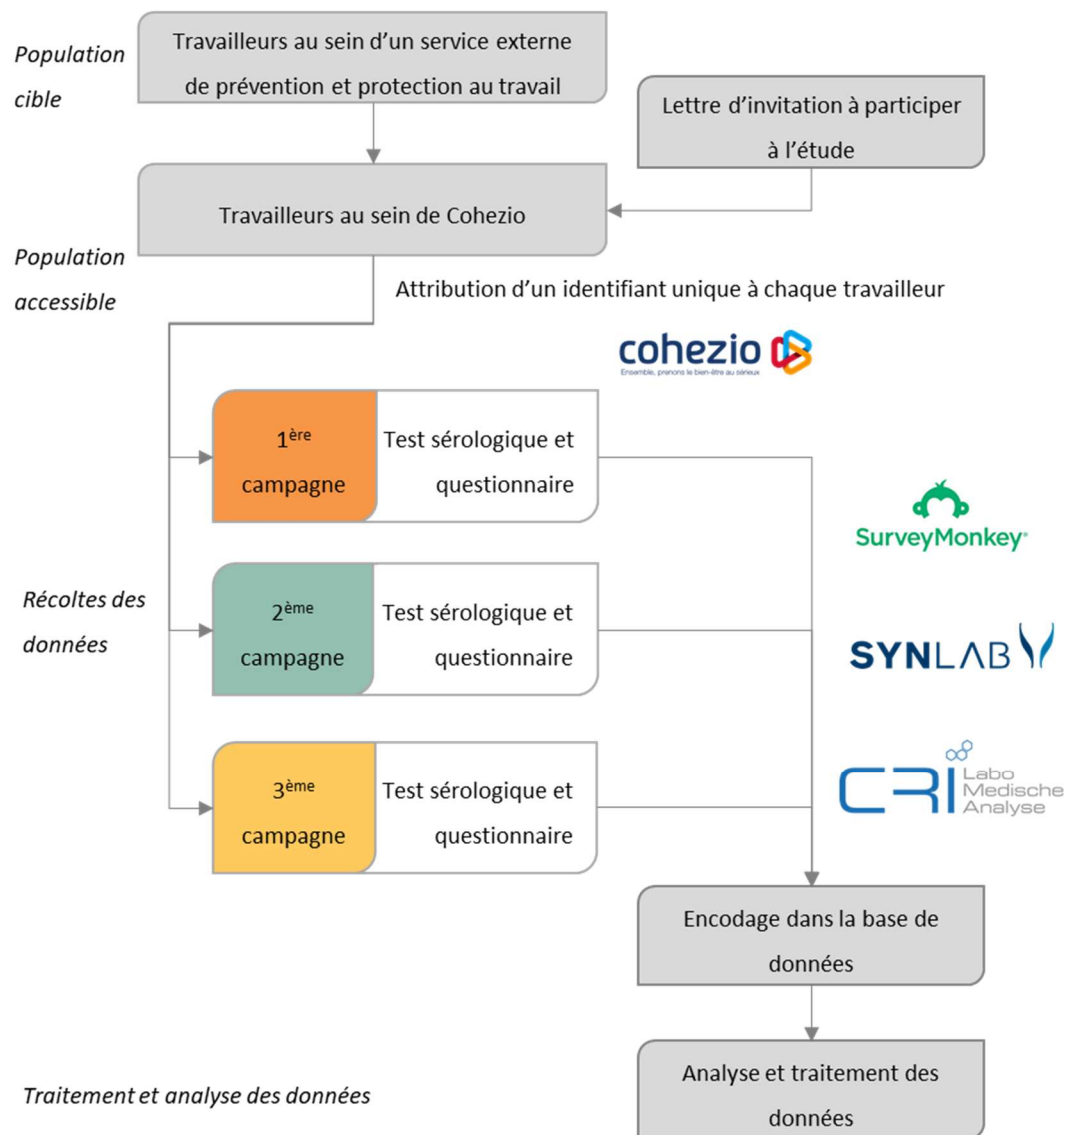 Population
cible
Travailleurs au sein d’un service externe
de prévention et protection au travail
Lettre d’invitation à participer
à l’étude
Travailleurs au sein de Cohezio
Population
accessible
Attribution d’un identifiant unique à chaque travailleur
cohezio
Ensemble, prenons le bien-être au sérieux
1ère
campagne
Test sérologique et
questionnaire
SurveyMonkey®
Récoltes des
données
2ème
campagne
Test sérologique et
questionnaire
SYNLAB
3ème
campagne
Test sérologique et
questionnaire
CRI
Labo
Medische
Analyse
Encodage dans la base de
données
Traitement et analyse des données
Analyse et traitement des
données